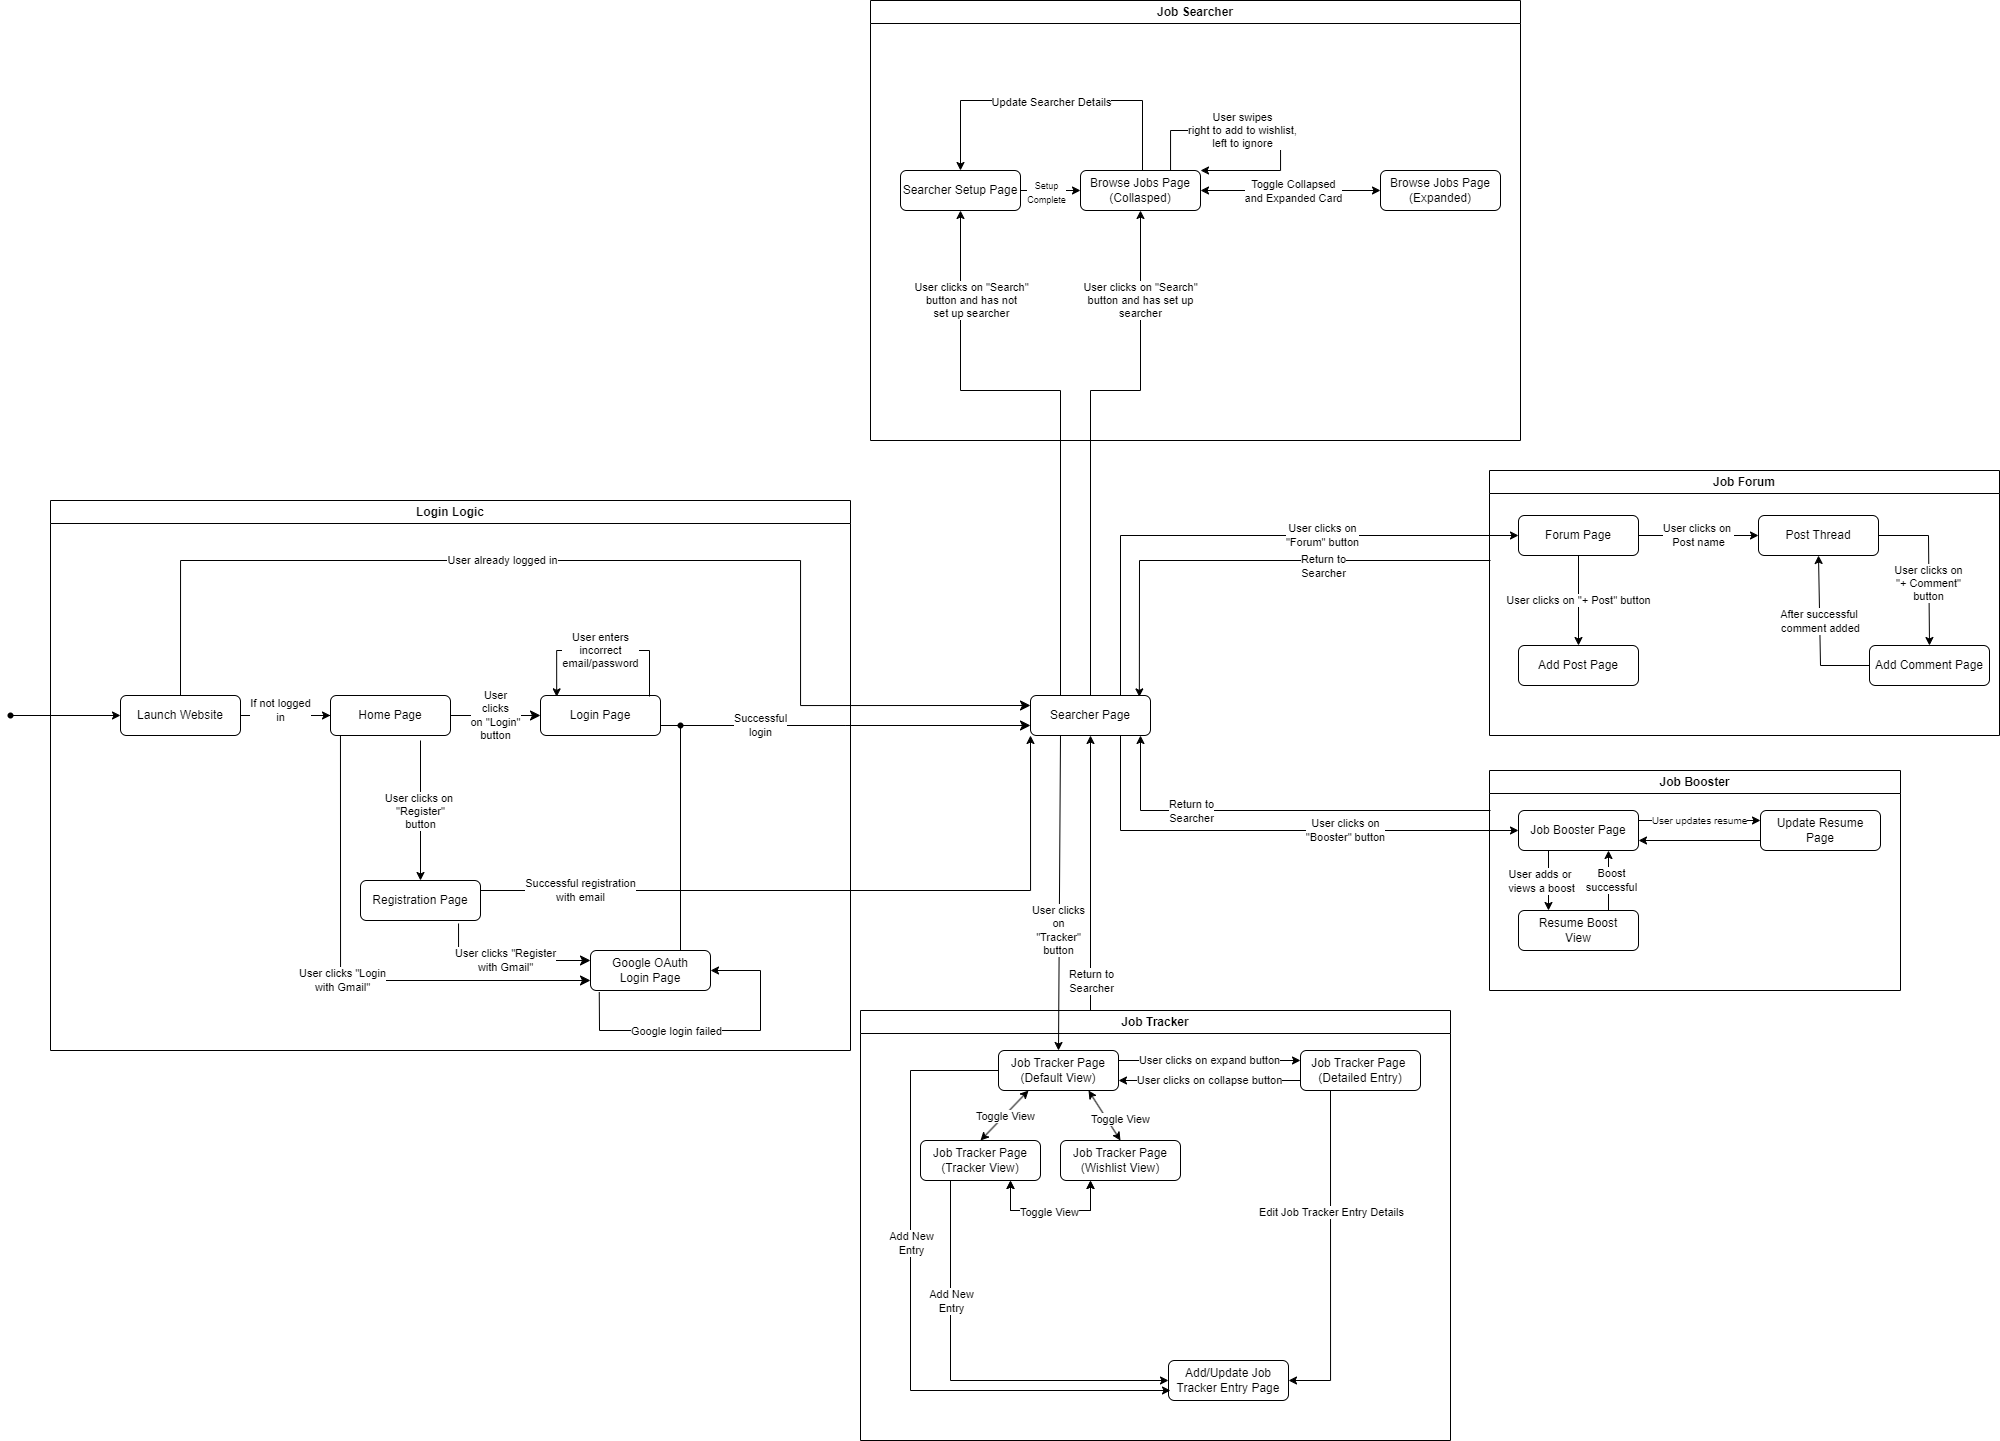 Job Searcher
Update Searcher Details
User swipes
right to add to wishlist,
left to ignore
Searcher Setup Page
Setup
Complete
Browse Jobs Page
(Collasped)
Toggle Collapsed
and Expanded Card
Browse Jobs Page
(Expanded)
User clicks on "Search"
button and has not
set up searcher
User clicks on "Search"
button and has set up
searcher
Login Logic
User already logged in
User enters
incorrect
email/password
Launch Website
If not logged
in
Home Page
User
clicks
on "Login"
button
Login Page
Successful
login
Searcher Page
User clicks on
"Register"
button
Registration Page
Successful registration
with email
User clicks "Register
with Gmail"
User clicks "Login
with Gmail"
Google OAuth
Login Page
Google login failed
Job Forum
User clicks on
"Forum" button
Return to
Searcher
Forum Page
User clicks on
Post name
Post Thread
User clicks on
"+ Comment"
button
User clicks on "+ Post" button
After successful
comment added
Add Post Page
Add Comment Page
Job Booster
Return to
Searcher
User clicks on
"Booster" button
Job Booster Page
User updates resume
Update Resume
Page
User adds or
views a boost
Boost
successful
Resume Boost
View
User clicks
on
"Tracker"
button
Return to
Searcher
Job Tracker
Job Tracker Page
(Default View)
User clicks on expand button
User clicks on collapse button
Job Tracker Page
(Detailed Entry)
Toggle View
Toggle View
Job Tracker Page
(Tracker View)
Job Tracker Page
(Wishlist View)
Toggle View
Edit Job Tracker Entry Details
Add New
Entry
Add New
Entry
Add/Update Job
Tracker Entry Page